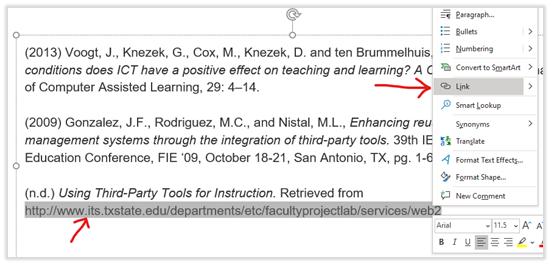 (2013) Voogt, J., Knezek, G., Cox, M., Knezek, D. and ten Brummelhuis,
conditions does ICT have a positive effect on teaching and learning? A C
of Computer Assisted Learning, 29: 4–14.
(2009) Gonzalez, J.F., Rodriguez, M.C., and Nistal, M.L., Enhancing reu
management systems through the integration of third-party tools. 39th IE
Education Conference, FIE '09, October 18-21, San Antonio, TX, pg. 1-6
(n.d.) Using Third-Party Tools for Instruction. Retrieved from
http://www.its.txstate.edu/departments/etc/factultyprojectlab/services/web2
Paragraph...
Bullets
Numbering
Convert to SmartArt
Link
Smart Lookup
Synonyms
Translate
Format Text Effects...
Format Shape...
New Comment
Arial 11.5 A A
B I U A